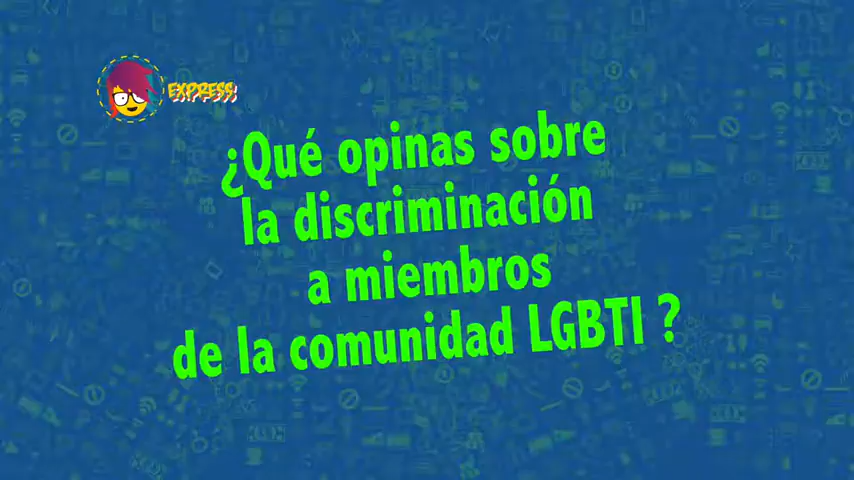 EXPRESS
¿Qué opinas sobre
la discriminación
a miembros
de la comunidad LGBTI ?